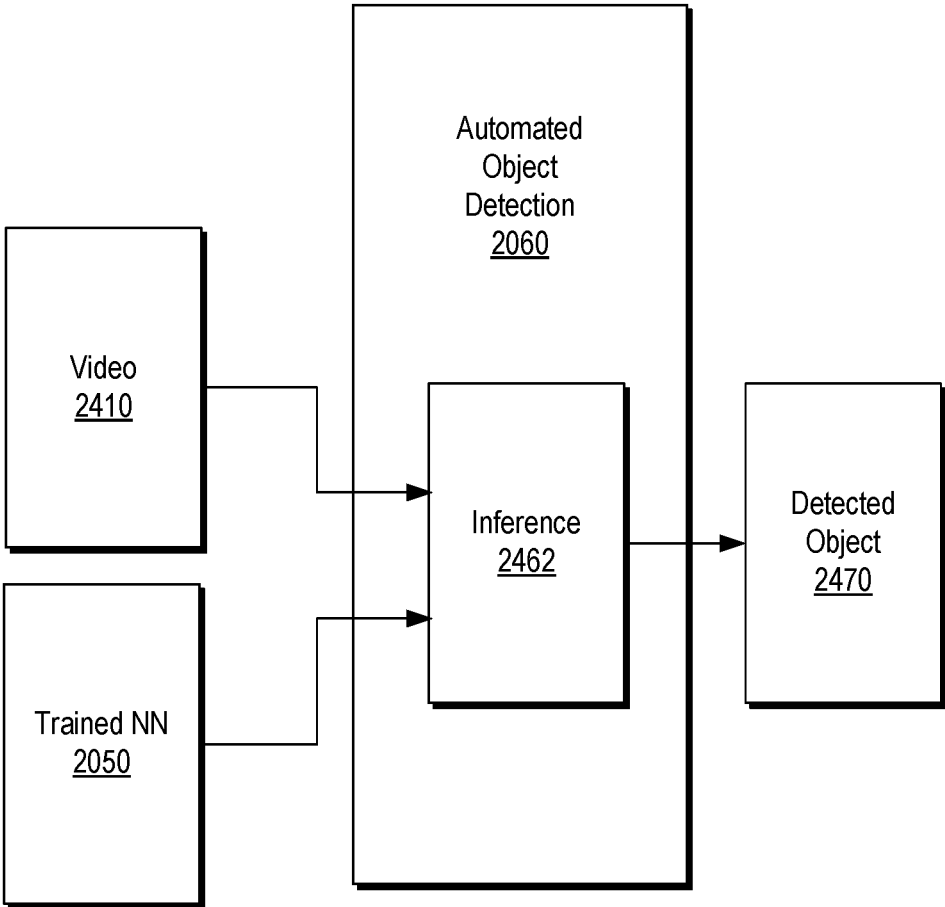 Automated
Object
Detection
2060
Video
2410
Inference
2462
Detected
Object
2470
Trained NN
2050